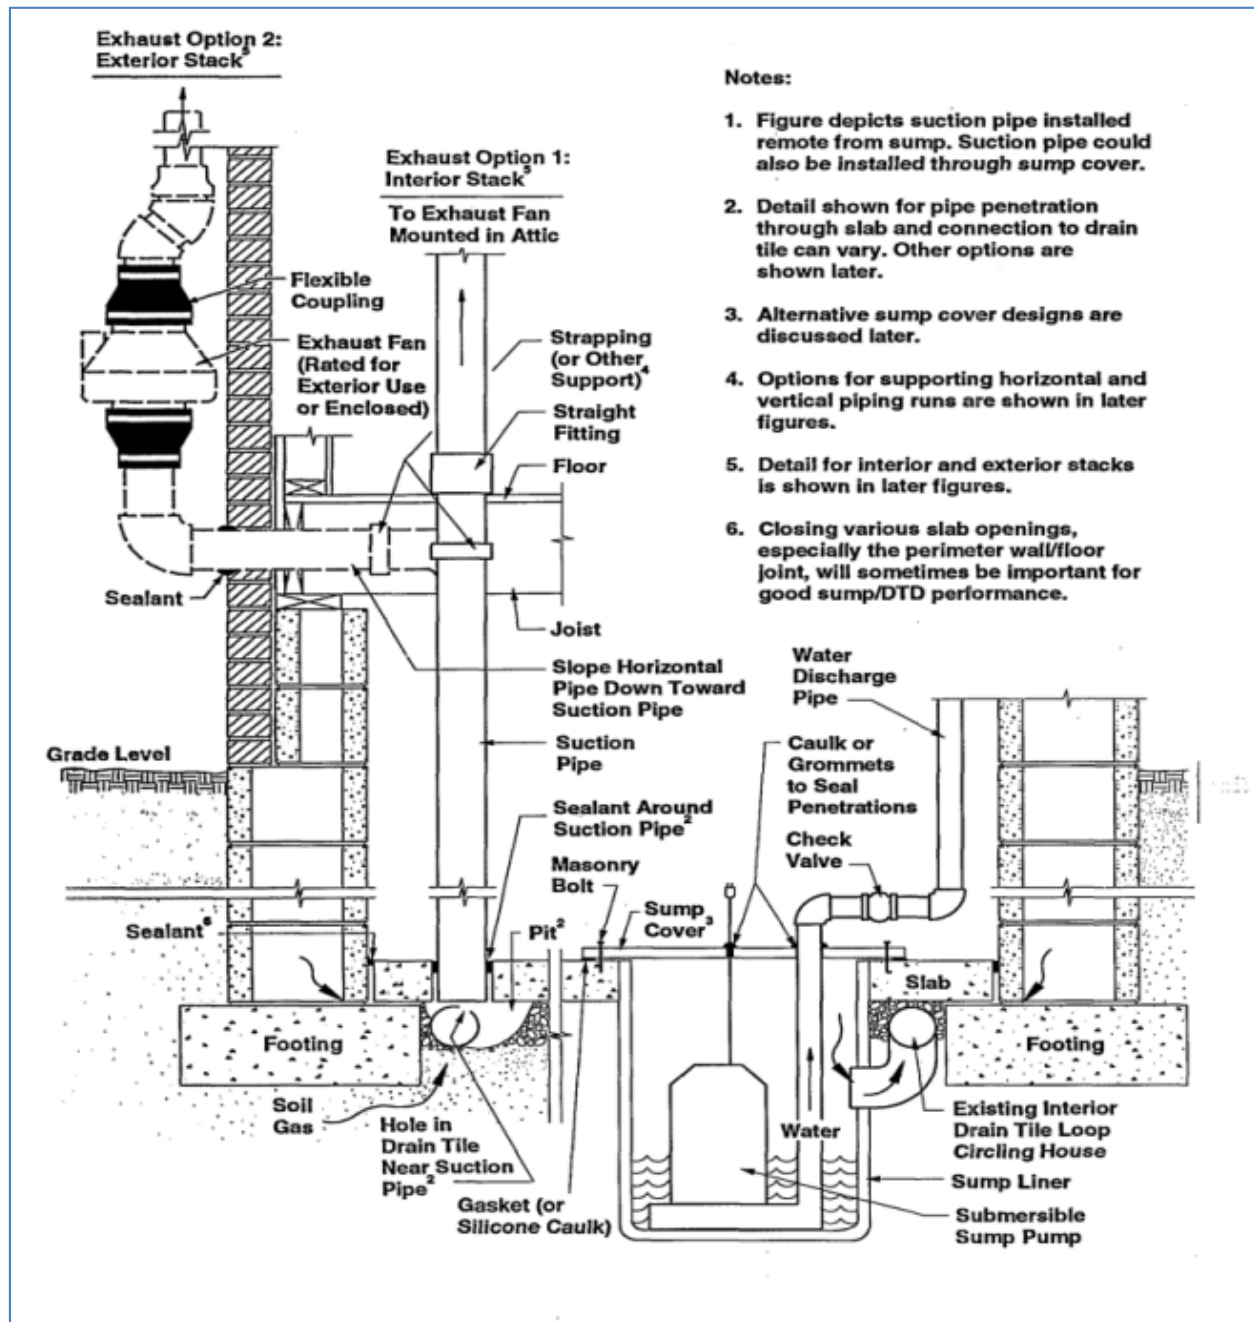 Exhaust Option 2:
Exterior Stack5
Exhaust Option 1:
Interior Stack5
To Exhaust Fan
Mounted in Attic
Flexible
Coupling
Exhaust Fan
(Rated for
Exterior Use
or Enclosed)
Strapping
(or Other
Support)4
Straight
Fitting
Floor
Sealant
Joist
Slope Horizontal
Pipe Down Toward
Suction Pipe
Suction
Pipe
Grade Level
Sealant Around
Suction Pipe2
Masonry
Bolt
Sealant6
Pit2
Sump
Cover3
Footing
Soil
Gas
Hole in
Drain Tile
Near Suction
Pipe2
Gasket (or
Silicone Caulk)
Notes:
1. Figure depicts suction pipe installed
remote from sump. Suction pipe could
also be installed through sump cover.
2. Detail shown for pipe penetration
through slab and connection to drain
tile can vary. Other options are
shown later.
3. Alternative sump cover designs are
discussed later.
4. Options for supporting horizontal and
vertical piping runs are shown in later
figures.
5. Detail for interior and exterior stacks
is shown in later figures.
6. Closing various slab openings,
especially the perimeter wall/floor
joint, will sometimes be important for
good sump/DTD performance.
Water
Discharge
Pipe
Caulk or
Grommets
to Seal
Penetrations
Check
Valve
Slab
Footing
Water
Existing Interior
Drain Tile Loop
Circling House
Sump Liner
Submersible
Sump Pump